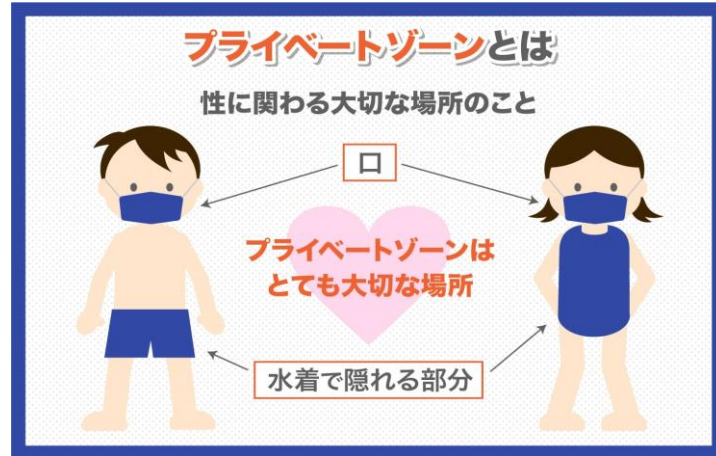 プライベートゾーンとは
性に関わる大切な場所のこと
口
プライベートゾーンは
とても大切な場所
水着で隠れる部分